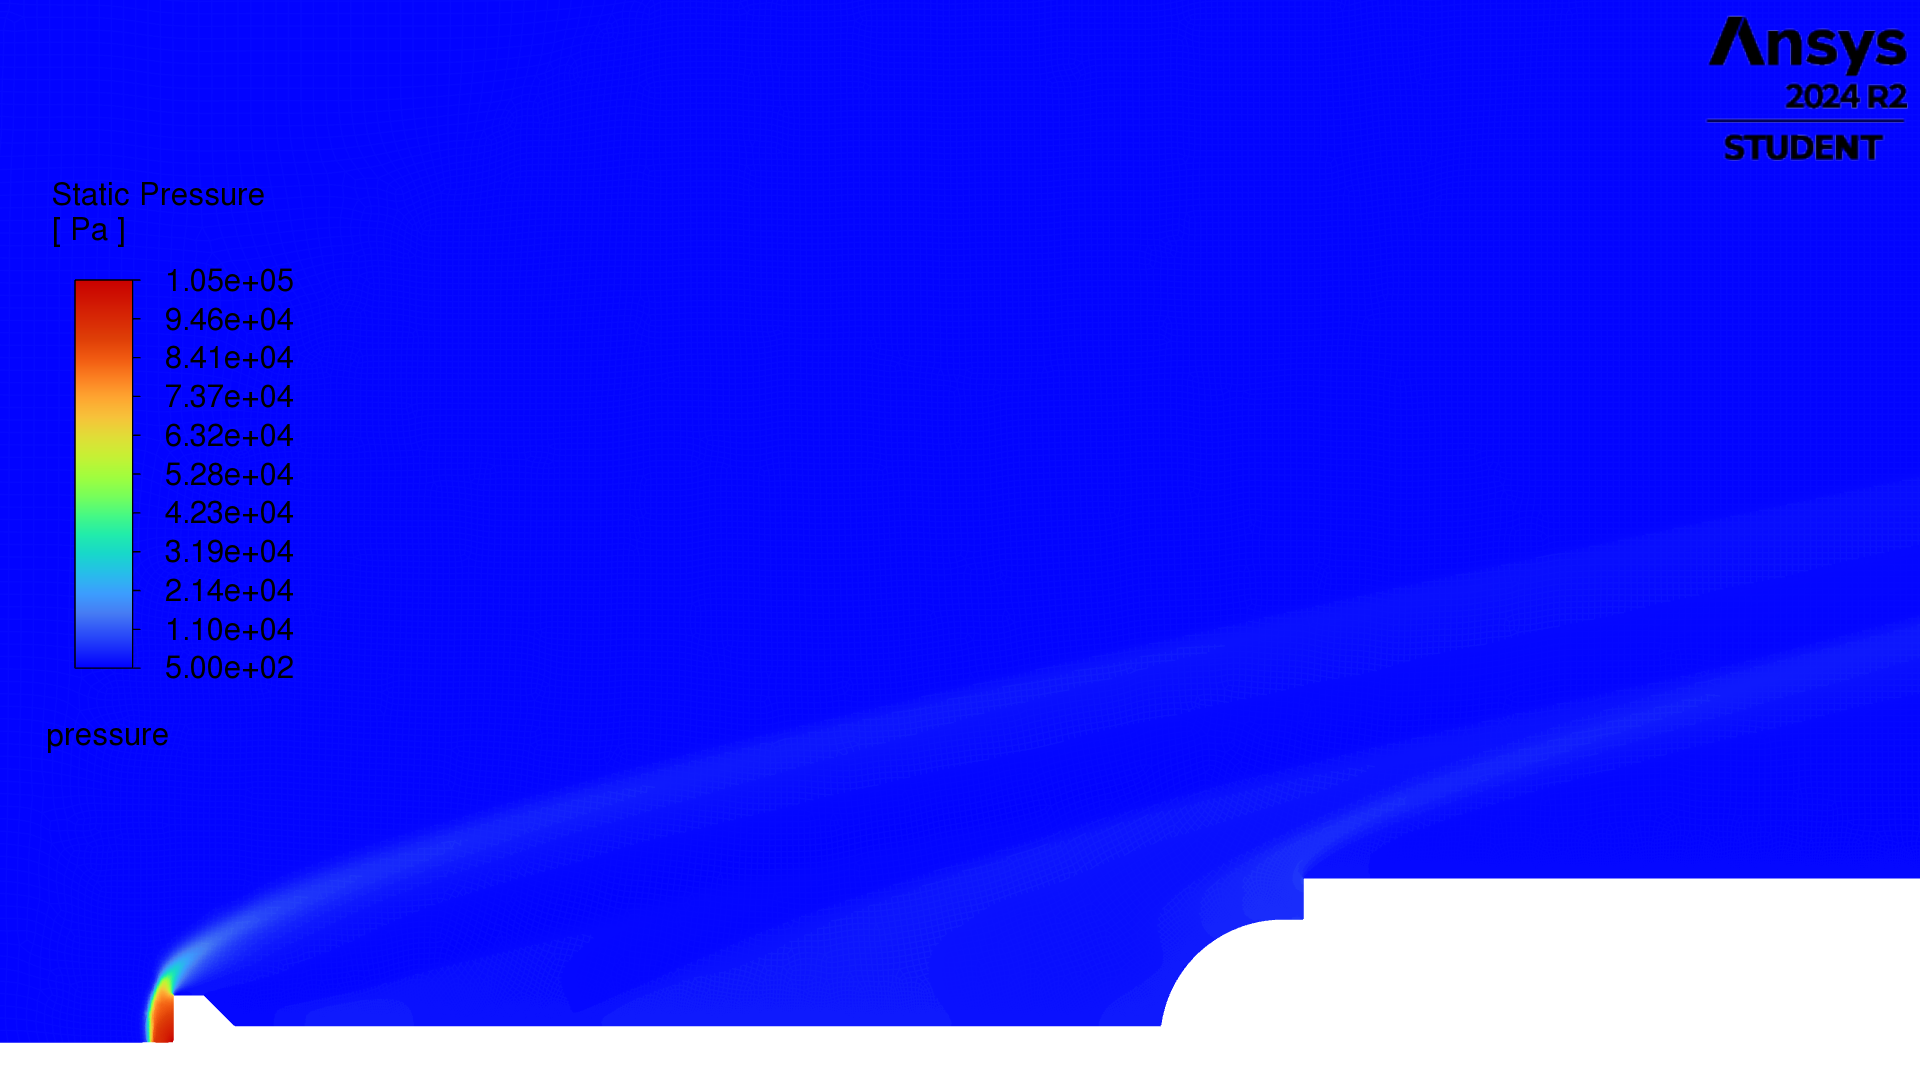 Ansys
2024 R2
STUDENT
Static Pressure
[ Pa ]
1.05e+05
9.46e+04
8.41e+04
7.37e+04
6.32e+04
5.28e+04
4.23e+04
3.19e+04
2.14e+04
1.10e+04
5.00e+02
pressure